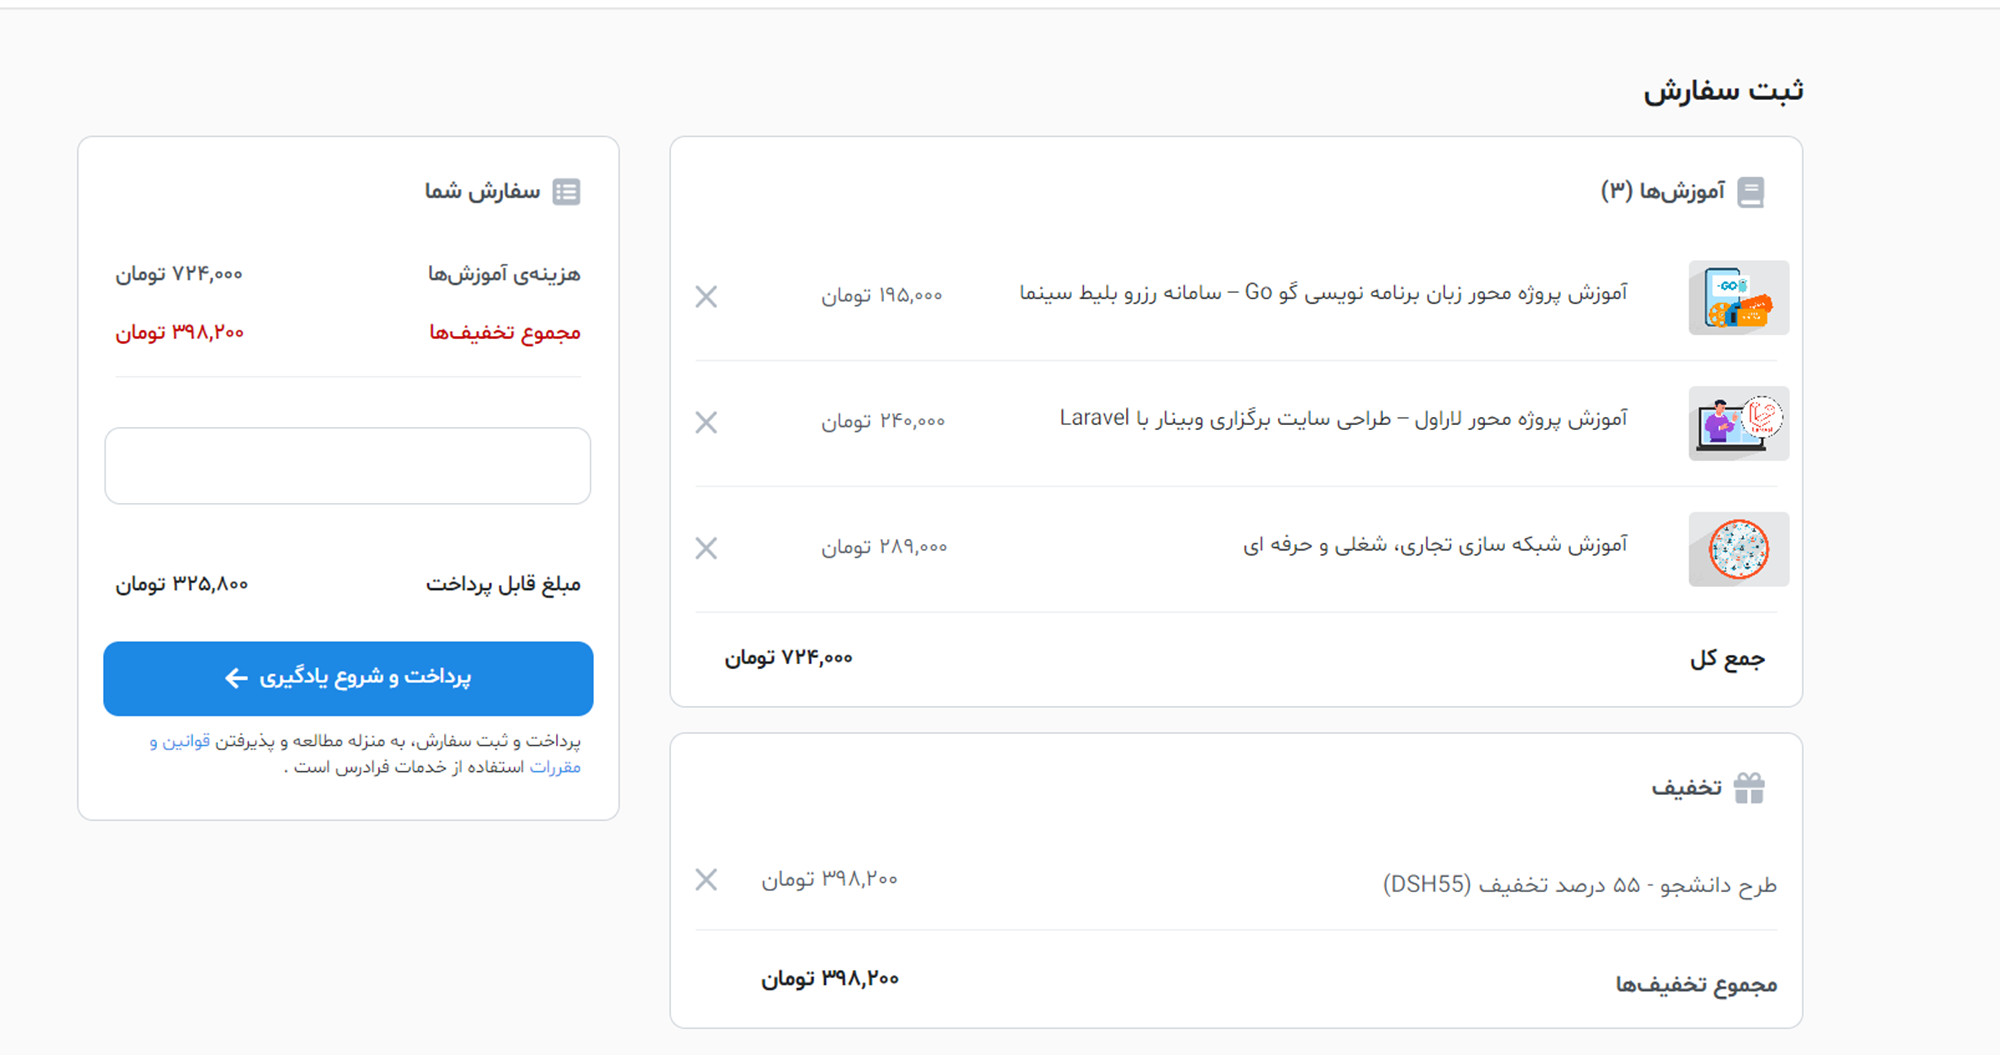 ثبت سفارش
آموزش‌ها (۳)
آموزش پروژه محور زبان برنامه نویسی گو Go – سامانه رزرو بلیط سینما
۱۹۵,۰۰۰ تومان
آموزش پروژه محور لاراول – طراحی سایت برگزاری وبینار با Laravel
۲۴۰,۰۰۰ تومان
آموزش شبکه سازی تجاری، شغلی و حرفه ای
۲۸۹,۰۰۰ تومان
جمع کل
۷۲۴,۰۰۰ تومان
تخفیف
طرح دانشجو - ۵۵ درصد تخفیف (DSH55)
۳۹۸,۲۰۰ تومان
مجموع تخفیف‌ها
۳۹۸,۲۰۰ تومان
سفارش شما
هزینه‌ی آموزش‌ها
۷۲۴,۰۰۰ تومان
مجموع تخفیف‌ها
۳۹۸,۲۰۰ تومان
مبلغ قابل پرداخت
۳۲۵,۸۰۰ تومان
پرداخت و شروع یادگیری
پرداخت و ثبت سفارش، به منزله مطالعه و پذیرفتن قوانین و
مقررات استفاده از خدمات فرادرس است .